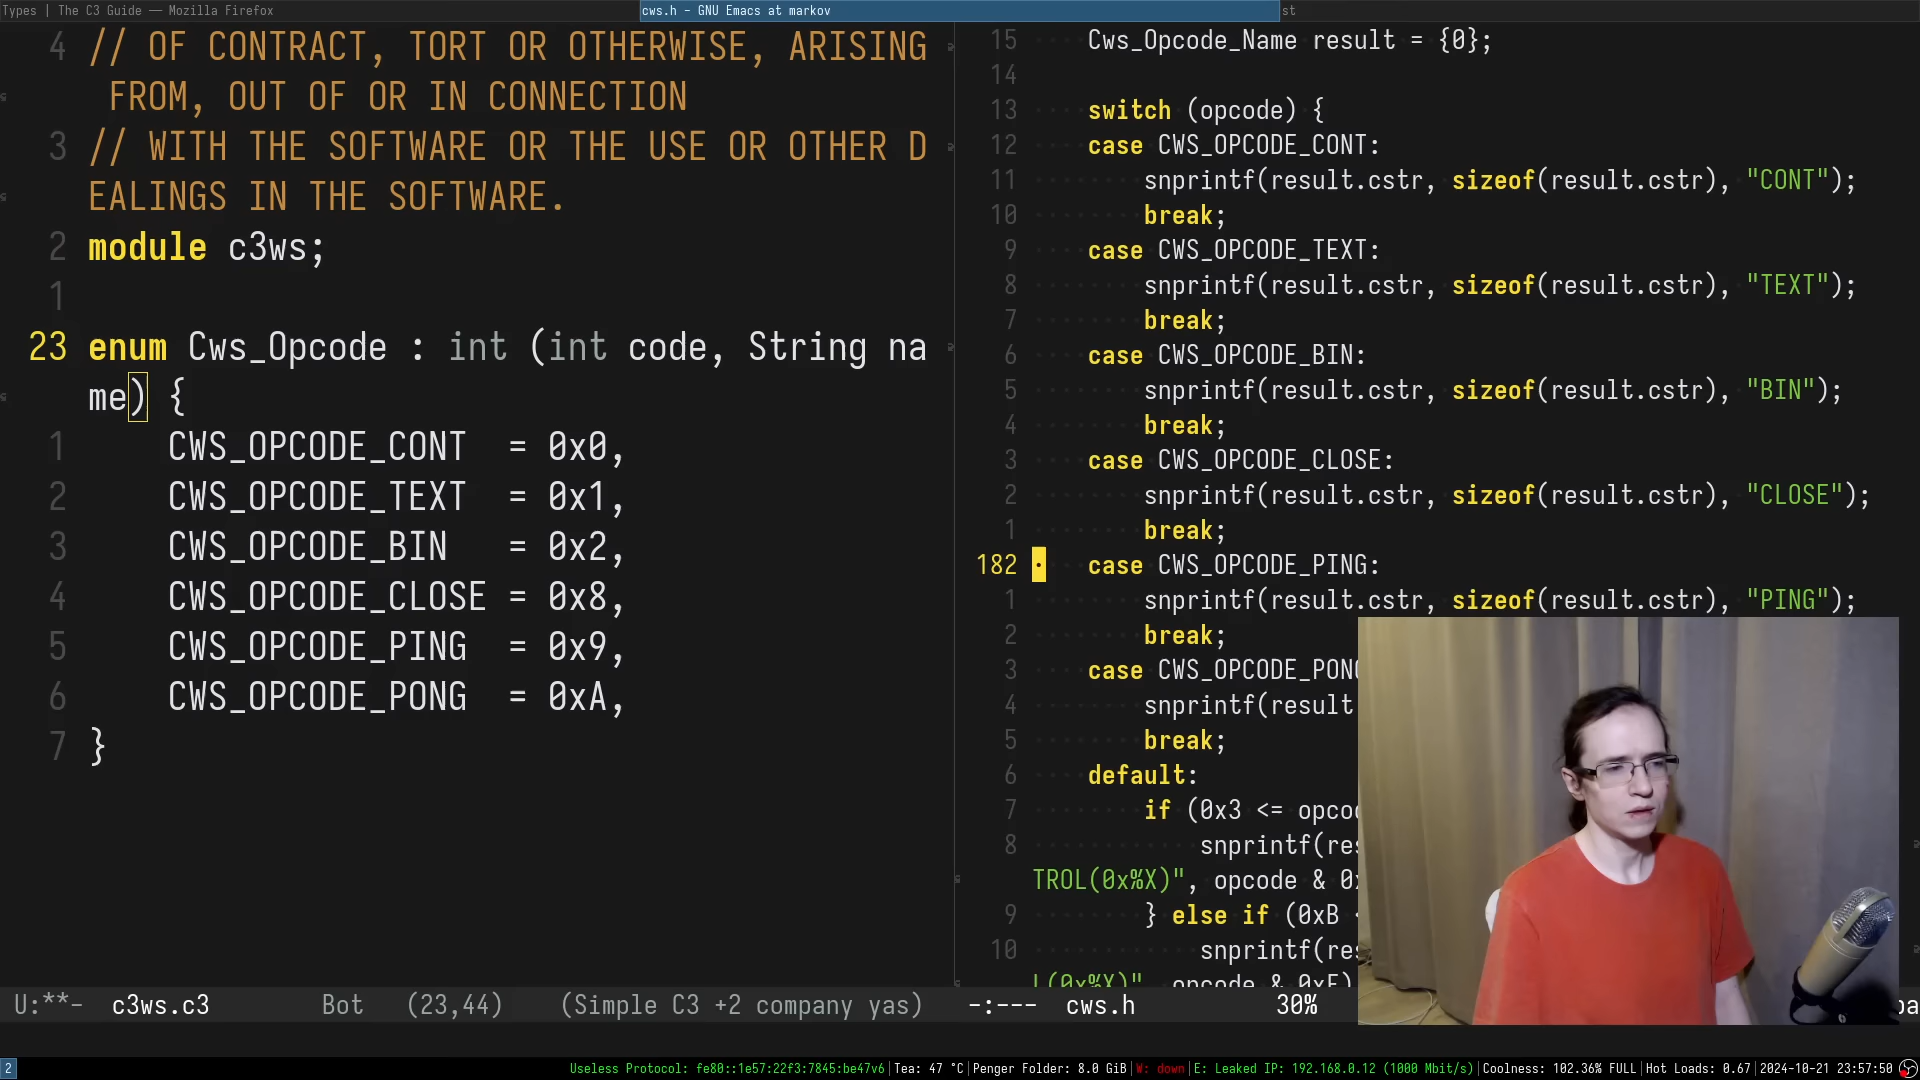 Types | The C3 Guide — Mozilla Firefox
cws.h - GNU Emacs at markov
st
4 // OF CONTRACT, TORT OR OTHERWISE, ARISING
FROM, OUT OF OR IN CONNECTION
3 // WITH THE SOFTWARE OR THE USE OR OTHER D
EALINGS IN THE SOFTWARE.
2 module c3ws;
1
23 enum Cws_Opcode : int (int code, String na
me) {
1 CWS_OPCODE_CONT = 0x0,
2 CWS_OPCODE_TEXT = 0x1,
3 CWS_OPCODE_BIN = 0x2,
4 CWS_OPCODE_CLOSE = 0x8,
5 CWS_OPCODE_PING = 0x9,
6 CWS_OPCODE_PONG = 0xA,
7 }
U:**- c3ws.c3 Bot (23,44) (Simple C3 +2 company yas)
15 Cws_Opcode_Name result = {0};
14
13 switch (opcode) {
12 case CWS_OPCODE_CONT:
11 snprintf(result.cstr, sizeof(result.cstr), "CONT");
10 break;
9 case CWS_OPCODE_TEXT:
8 snprintf(result.cstr, sizeof(result.cstr), "TEXT");
7 break;
6 case CWS_OPCODE_BIN:
5 snprintf(result.cstr, sizeof(result.cstr), "BIN");
4 break;
3 case CWS_OPCODE_CLOSE:
2 snprintf(result.cstr, sizeof(result.cstr), "CLOSE");
1 break;
182 case CWS_OPCODE_PING:
1 snprintf(result.cstr, sizeof(result.cstr), "PING");
2 break;
3 case CWS_OPCODE_PONG
4 snprintf(result
5 break;
6 default:
7 if (0x3 <= opcod
8 snprintf(res
TROL(0x%X)", opcode & 0x
9 } else if (0xB
10 snprintf(res
L(0x%X)", opcode & 0xF)
-:--- cws.h 30%
2
Useless Protocol: fe80::1e57:22f3:7845:be47v6|Tea: 47 °C|Penger Folder: 8.0 GiB|W: down|E: Leaked IP: 192.168.0.12 (1000 Mbit/s)|Coolness: 102.36% FULL|Hot Loads: 0.67|2024-10-21 23:57:50